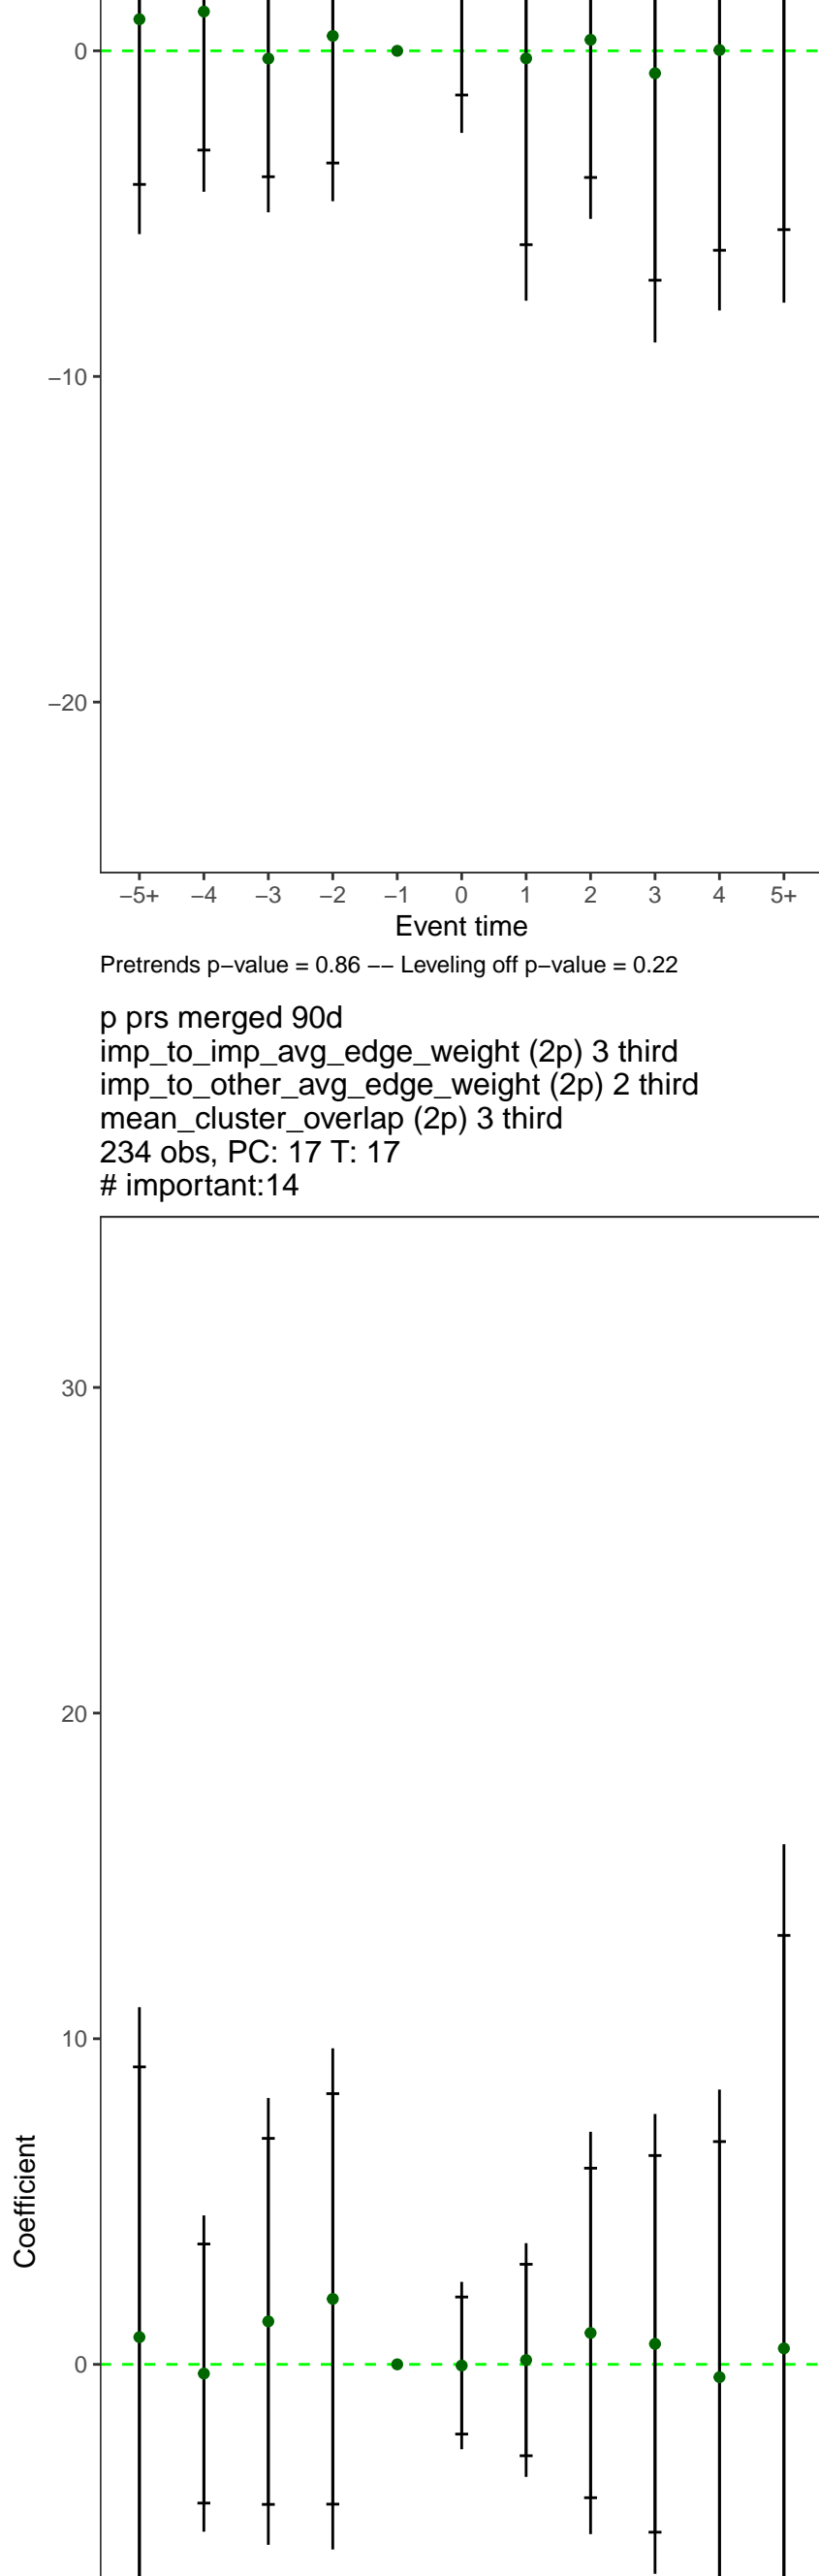 0
−10
−20
−5+ −4 −3 −2 −1 0 1 2 3 4 5+
Event time
Pretrends p−value = 0.86 −− Leveling off p−value = 0.22
p prs merged 90d
imp_to_imp_avg_edge_weight (2p) 3 third
imp_to_other_avg_edge_weight (2p) 2 third
mean_cluster_overlap (2p) 3 third
234 obs, PC: 17 T: 17
# important:14
30
20
10
0
Coefficient